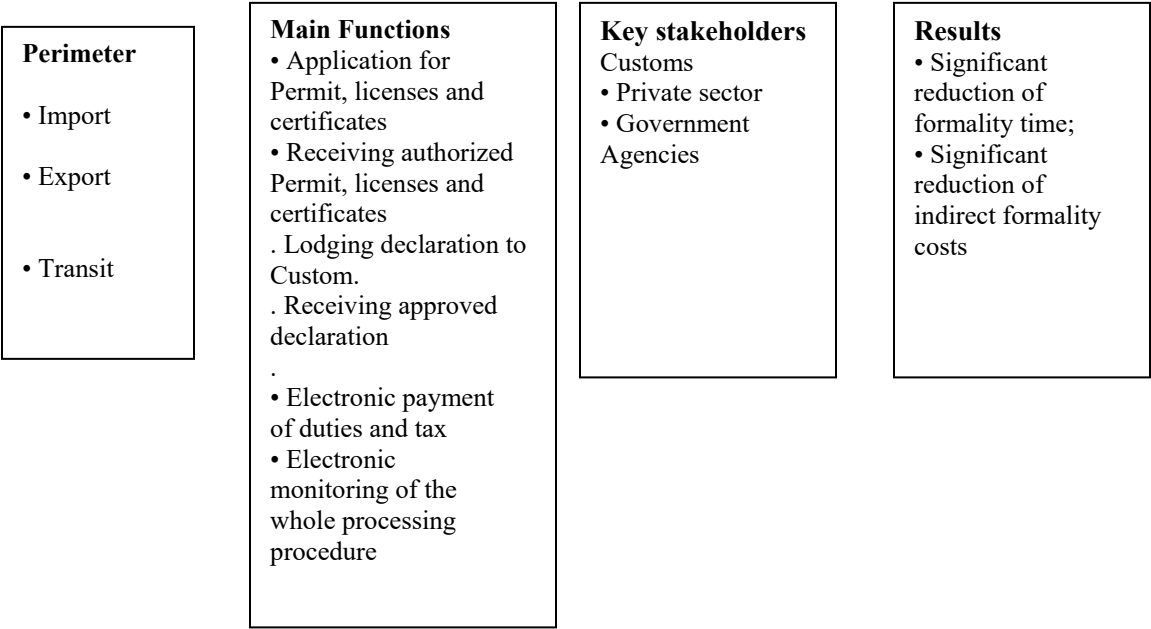 Perimeter
• Import
• Export
• Transit
Main Functions
• Application for
Permit, licenses and
certificates
• Receiving authorized
Permit, licenses and
certificates
. Lodging declaration to
Custom.
. Receiving approved
declaration
.
• Electronic payment
of duties and tax
• Electronic
monitoring of the
whole processing
procedure
Key stakeholders
Customs
• Private sector
• Government
Agencies
Results
• Significant
reduction of
formality time;
• Significant
reduction of
indirect formality
costs